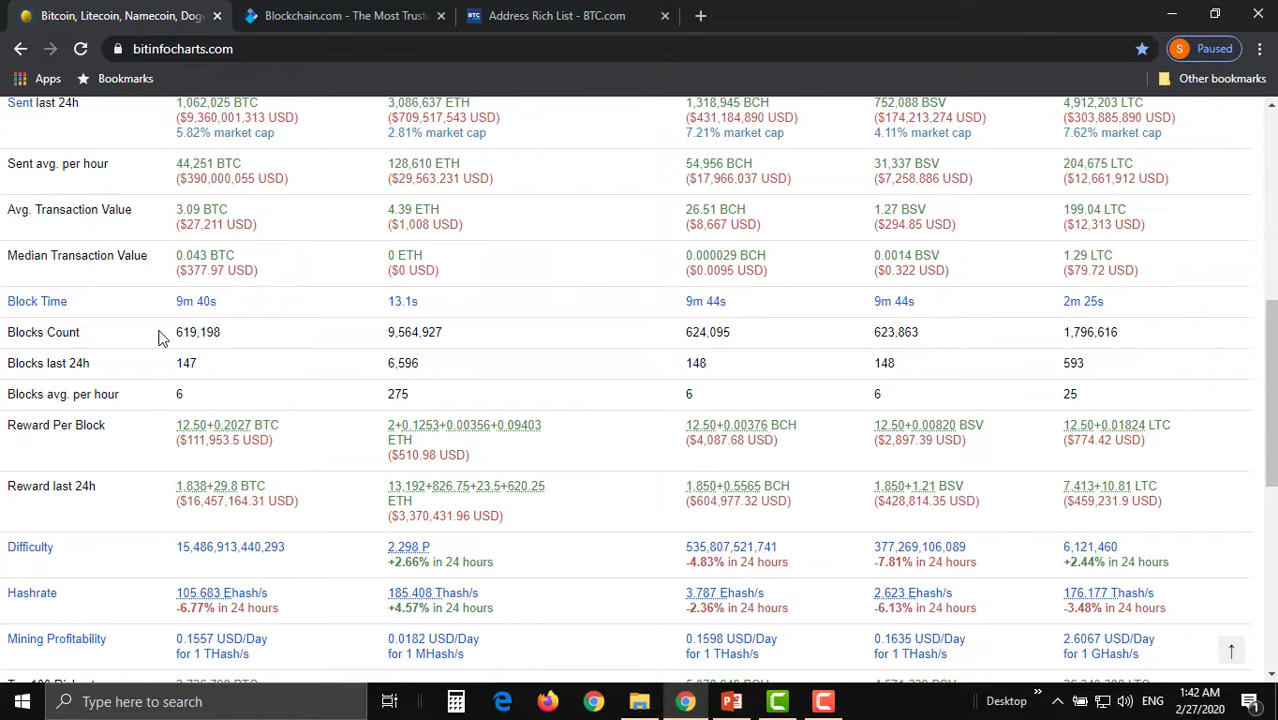 Bitcoin, Litecoin, Namecoin, Dog
Blockchain.com - The Most Trust
BTC Address Rich List - BTC.com
bitinfocharts.com
S Paused
Apps Bookmarks Other bookmarks
Sent last 24h 1,062,025 BTC 3,086,637 ETH 1,318,945 BCH 752,088 BSV 4,912,203 LTC
($9,360,001,313 USD) ($709,517,543 USD) ($431,184,890 USD) ($174,213,274 USD) ($303,885,890 USD)
5.82% market cap 2.81% market cap 7.21% market cap 4.11% market cap 7.62% market cap
Sent avg. per hour 44,251 BTC 128,610 ETH 54,956 BCH 31,337 BSV 204,675 LTC
($390,000,055 USD) ($29,563,231 USD) ($17,966,037 USD) ($7,258,886 USD) ($12,661,912 USD)
Avg. Transaction Value 3.09 BTC 4.39 ETH 26.51 BCH 1.27 BSV 199.04 LTC
($27,211 USD) ($1,008 USD) ($8,667 USD) ($294.85 USD) ($12,313 USD)
Median Transaction Value 0.043 BTC 0 ETH 0.000029 BCH 0.0014 BSV 1.29 LTC
($377.97 USD) ($0 USD) ($0.0095 USD) ($0.322 USD) ($79.72 USD)
Block Time 9m 40s 13.1s 9m 44s 9m 44s 2m 25s
Blocks Count 619,198 9,564,927 624,095 623,863 1,796,616
Blocks last 24h 147 6,596 148 148 593
Blocks avg. per hour 6 275 6 6 25
Reward Per Block 12.50+0.2027 BTC 2+0.1253+0.00356+0.09403 12.50+0.00376 BCH 12.50+0.00820 BSV 12.50+0.01824 LTC
($111,953.5 USD) ETH ($4,087.68 USD) ($2,897.39 USD) ($774.42 USD)
($510.98 USD)
Reward last 24h 1,838+29.8 BTC 13,192+826.75+23.5+620.25 1,850+0.5565 BCH 1,850+1.21 BSV 7,413+10.81 LTC
($16,457,164.31 USD) ETH ($604,977.32 USD) ($428,814.35 USD) ($459,231.9 USD)
($3,370,431.96 USD)
Difficulty 15,486,913,440,293 2.298 P 535,807,521,741 377,269,106,089 6,121,460
+2.66% in 24 hours -4.83% in 24 hours -7.81% in 24 hours +2.44% in 24 hours
Hashrate 105.683 Ehash/s 185.408 Thash/s 3.787 Ehash/s 2.623 Ehash/s 176.177 Thash/s
-6.77% in 24 hours +4.57% in 24 hours -2.36% in 24 hours -6.13% in 24 hours -3.48% in 24 hours
Mining Profitability 0.1557 USD/Day 0.0182 USD/Day 0.1598 USD/Day 0.1635 USD/Day 2.6067 USD/Day
for 1 THash/s for 1 MHash/s for 1 THash/s for 1 THash/s for 1 GHash/s
Type here to search Desktop ENG 1:42 AM
2/27/2020 1